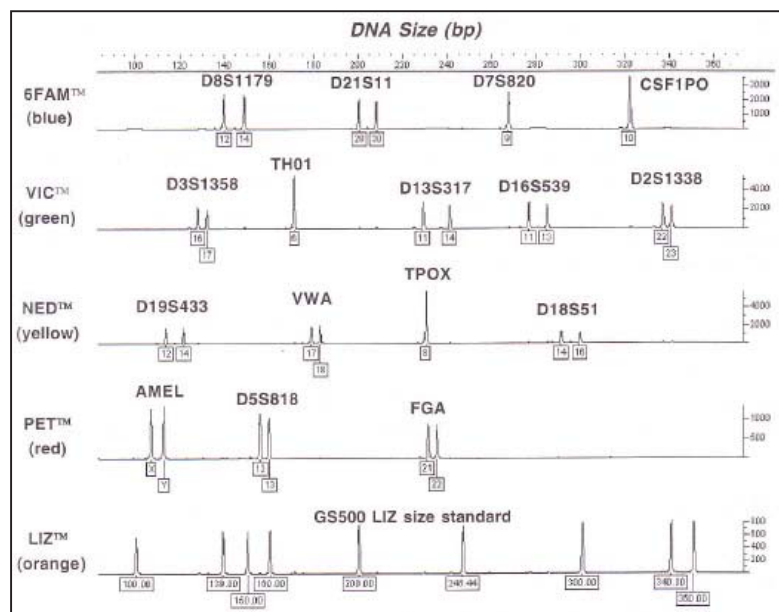 DNA Size (bp)
100 120 140 160 180 200 220 240 260 280 300 320 340 360
D8S1179 D21S11 D7S820 CSF1PO
6FAM™
(blue)
3000
2000
1000
12 14 29 30 9 10
TH01
D3S1358 D13S317 D16S539 D2S1338
VIC™
(green)
4000
2000
16 6 11 14 11 13 22
17 23
TPOX
D19S433 VWA D18S51
NED™
(yellow)
4000
2000
12 14 17 8 14 16
18
AMEL
D5S818 FGA
PET™
(red)
1000
500
X 12 21
Y 13 22
GS500 LIZ size standard
LIZ™
(orange)
800
600
400
200
100.00 139.00 160.00 200.00 300.00 340.00
350.00